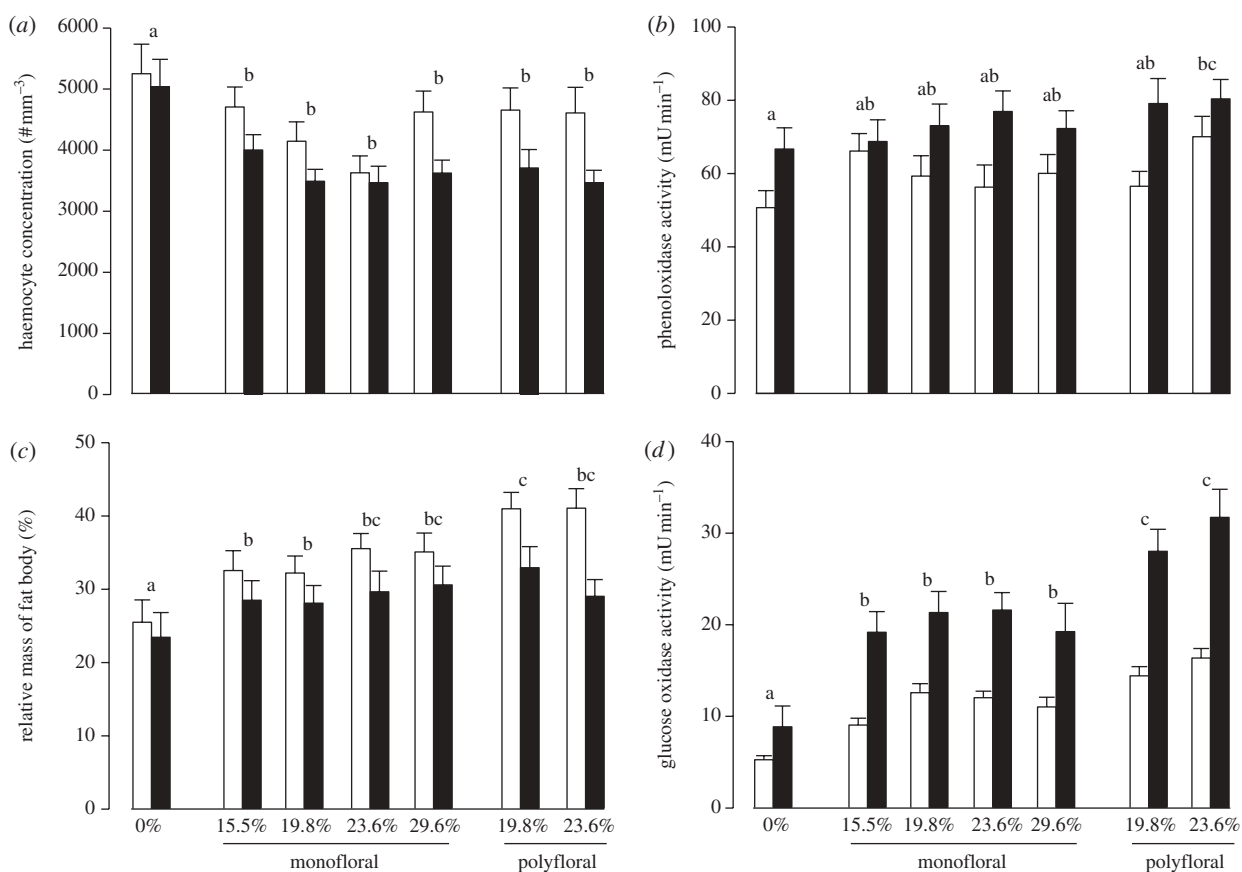 (a)
6000
5000
4000
3000
2000
1000
0
haemocyte concentration (#mm⁻³)
a
b
b
b
b
b
b
(b)
100
80
60
40
20
0
phenoloxidase activity (mU min⁻¹)
a
ab
ab
ab
ab
ab
bc
(c)
50
40
30
20
10
0
relative mass of fat body (%)
a
b
b
bc
bc
c
bc
0%
15.5%
19.8%
23.6%
29.6%
19.8%
23.6%
monofloral
polyfloral
(d)
40
30
20
10
0
glucose oxidase activity (mU min⁻¹)
a
b
b
b
b
c
c
0%
15.5%
19.8%
23.6%
29.6%
19.8%
23.6%
monofloral
polyfloral